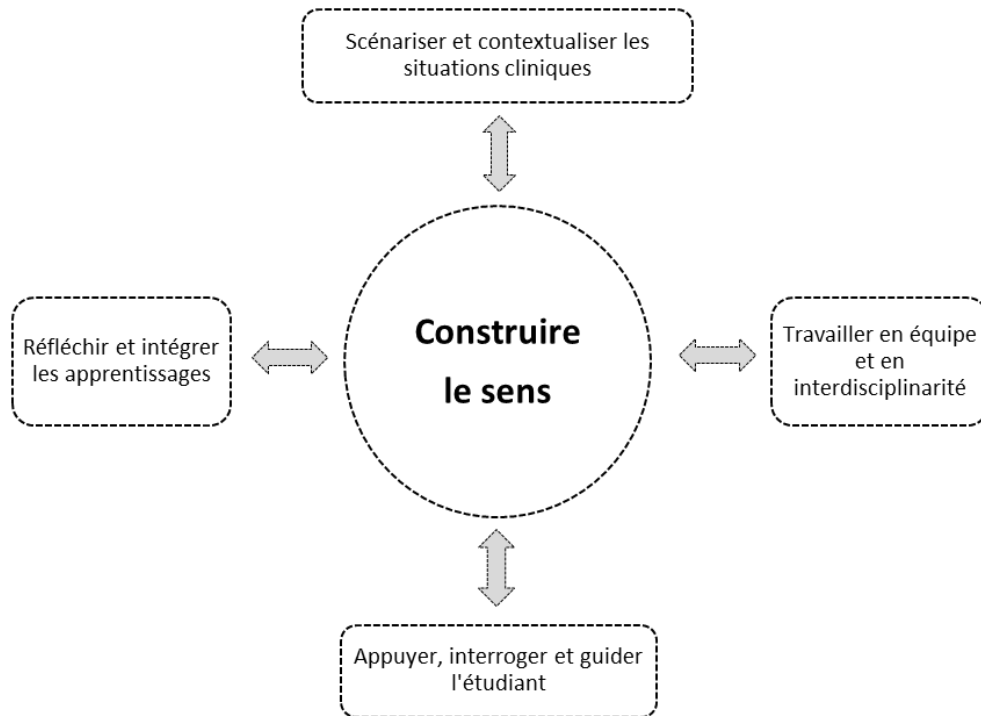 Scénariser et contextualiser les
situations cliniques
Réfléchir et intégrer
les apprentissages
Construire
le sens
Travailler en équipe
et en
interdisciplinarité
Appuyer, interroger et guider
l'étudiant